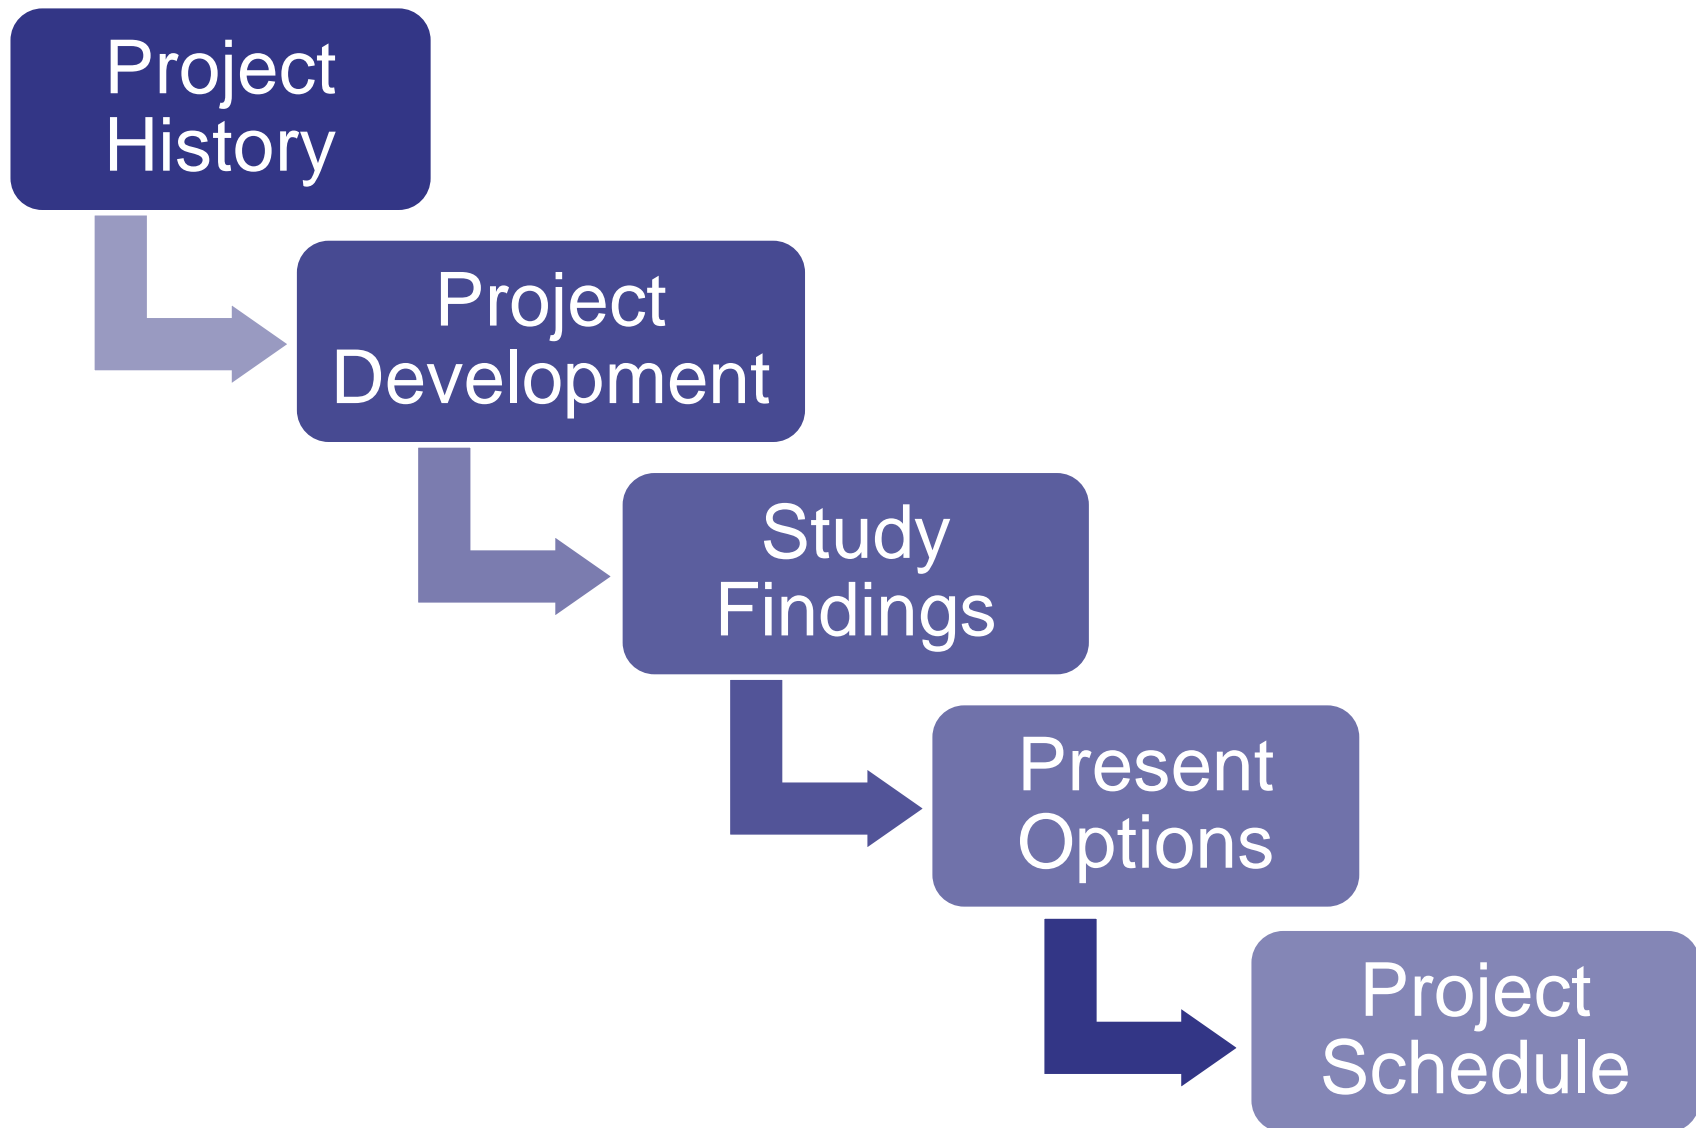 Project
History
Project
Development
Study
Findings
Present
Options
Project
Schedule